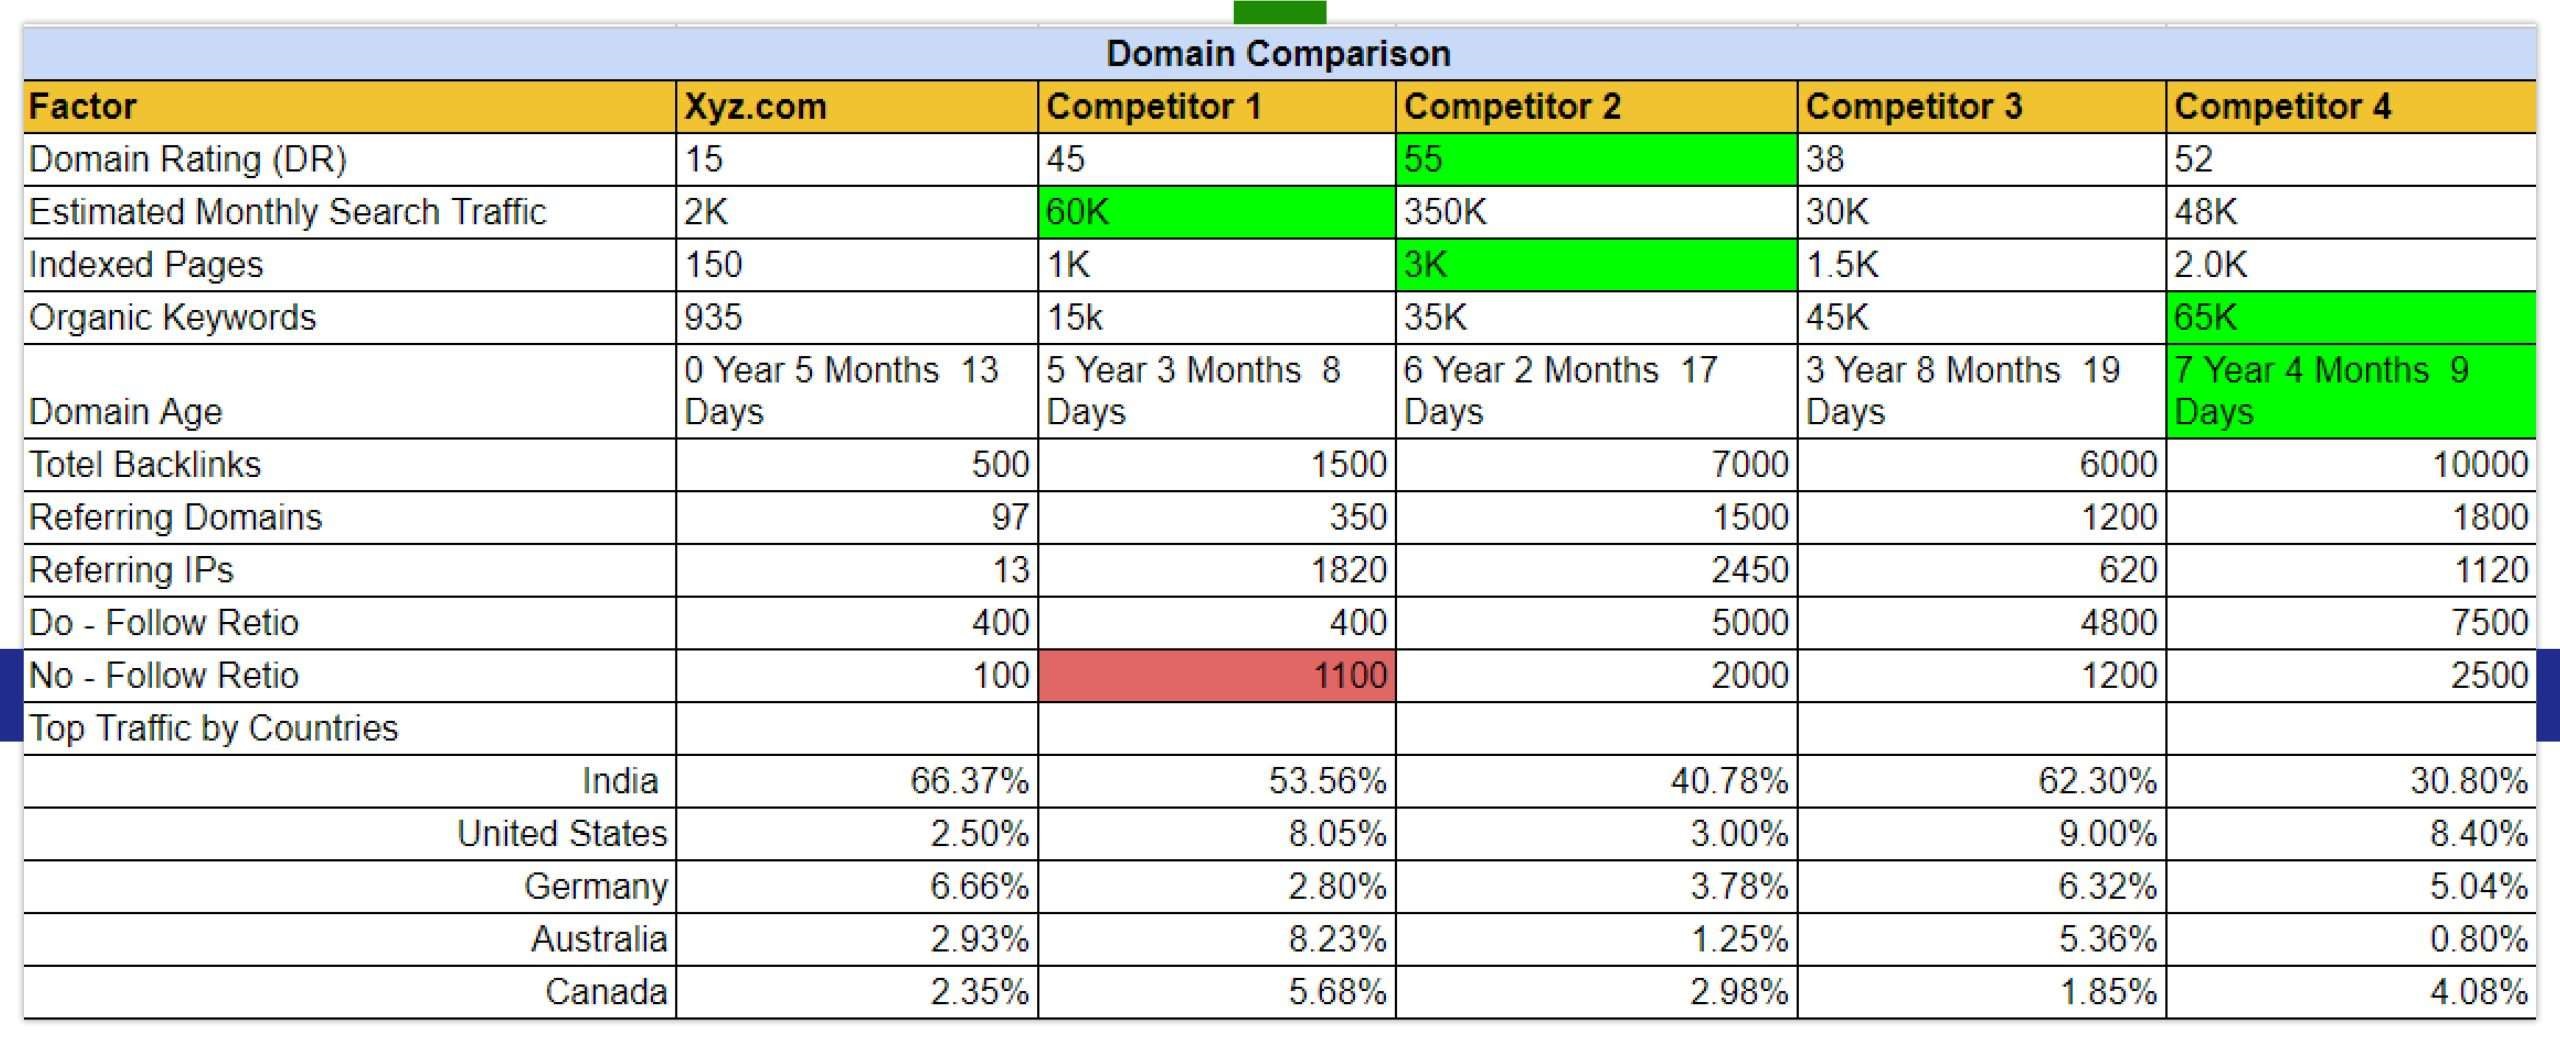 Domain Comparison
Factor Xyz.com Competitor 1 Competitor 2 Competitor 3 Competitor 4
Domain Rating (DR) 15 45 55 38 52
Estimated Monthly Search Traffic 2K 60K 350K 30K 48K
Indexed Pages 150 1K 3K 1.5K 2.0K
Organic Keywords 935 15k 35K 45K 65K
Domain Age 0 Year 5 Months 13 Days 5 Year 3 Months 8 Days 6 Year 2 Months 17 Days 3 Year 8 Months 19 Days 7 Year 4 Months 9 Days
Totel Backlinks 500 1500 7000 6000 10000
Referring Domains 97 350 1500 1200 1800
Referring IPs 13 1820 2450 620 1120
Do - Follow Retio 400 400 5000 4800 7500
No - Follow Retio 100 1100 2000 1200 2500
Top Traffic by Countries
India 66.37% 53.56% 40.78% 62.30% 30.80%
United States 2.50% 8.05% 3.00% 9.00% 8.40%
Germany 6.66% 2.80% 3.78% 6.32% 5.04%
Australia 2.93% 8.23% 1.25% 5.36% 0.80%
Canada 2.35% 5.68% 2.98% 1.85% 4.08%